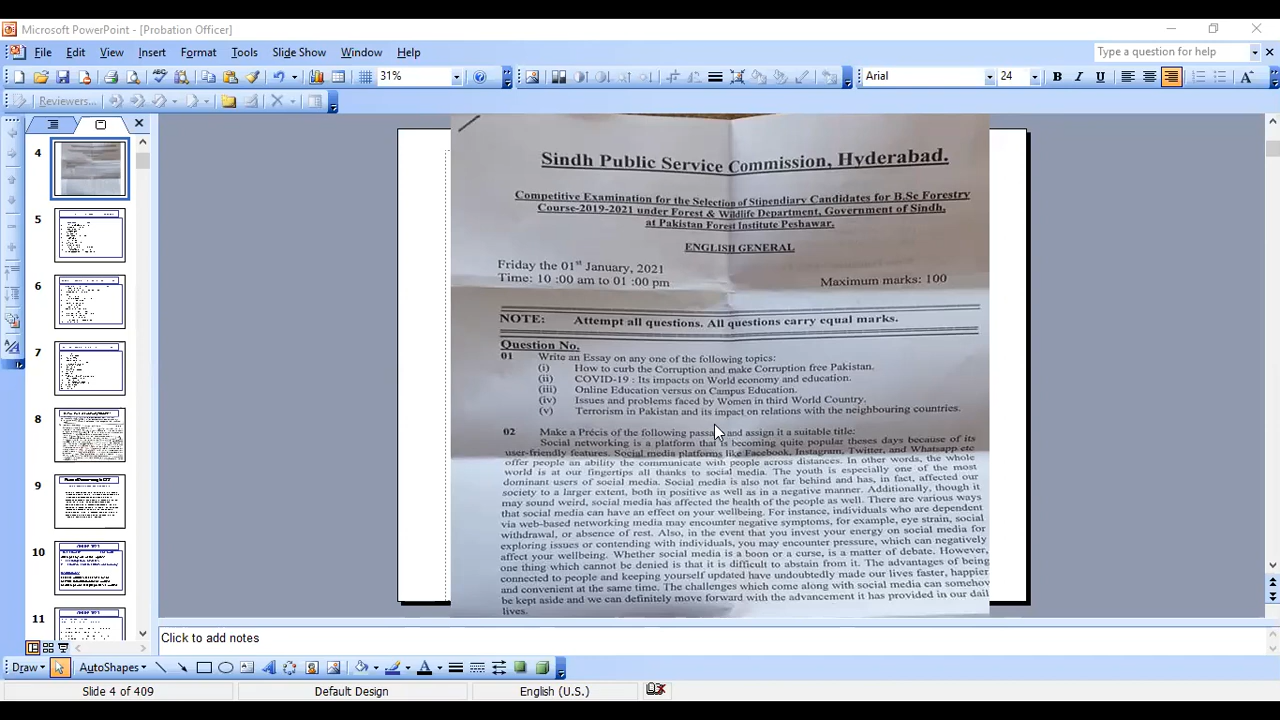 Microsoft PowerPoint - [Probation Officer]
File Edit View Insert Format Tools Slide Show Window Help
Type a question for help
31%
Arial
24
B I U
Reviewers...
4
5
6
7
8
9
10
11
Sindh Public Service Commission, Hyderabad.
Competitive Examination for the Selection of Stipendiary Candidates for B.Sc Forestry
Course-2019-2021 under Forest & Wildlife Department, Government of Sindh,
at Pakistan Forest Institute Peshawar.
ENGLISH GENERAL
Friday the 01st January, 2021
Time: 10 :00 am to 01 :00 pm
Maximum marks: 100
NOTE: Attempt all questions. All questions carry equal marks.
Question No.
01 Write an Essay on any one of the following topics:
(i) How to curb the Corruption and make Corruption free Pakistan.
(ii) COVID-19 : Its impacts on World economy and education.
(iii) Online Education versus on Campus Education.
(iv) Issues and problems faced by Women in third World Country.
(v) Terrorism in Pakistan and its impact on relations with the neighbouring countries.
02 Make a Précis of the following passa and assign it a suitable title:
Social networking is a platform that is becoming quite popular theses days because of its
user-friendly features. Social media platforms like Facebook, Instagram, Twitter, and Whatsapp etc
offer people an ability the communicate with people across distances. In other words, the whole
world is at our fingertips all thanks to social media. The youth is especially one of the most
dominant users of social media. Social media is also not far behind and has, in fact, affected our
society to a larger extent, both in positive as well as in a negative manner. Additionally, though it
may sound weird, social media has affected the health of the people as well. There are various ways
that social media can have an effect on your wellbeing. For instance, individuals who are dependent
via web-based networking media may encounter negative symptoms, for example, eye strain, social
withdrawal, or absence of rest. Also, in the event that you invest your energy on social media for
exploring issues or contending with individuals, you may encounter pressure, which can negatively
affect your wellbeing. Whether social media is a boon or curse, is a matter of debate. However,
one thing which cannot be denied is that it is difficult to abstain from it. The advantages of being
connected to people and keeping yourself updated have undoubtedly made our lives faster, happier
and convenient at the same time. The challenges which come along with social media can somehow
be kept aside and we can definitely move forward with the advancement it has provided in our dail
lives.
Click to add notes
Draw AutoShapes
Slide 4 of 409 Default Design English (U.S.)